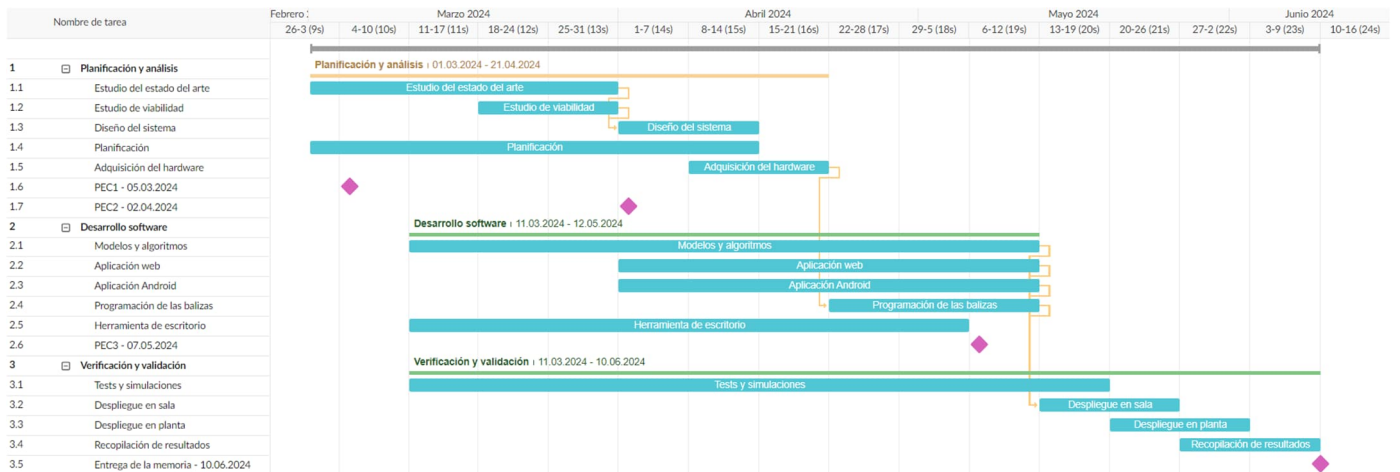 Nombre de tarea
Febrero 2
Marzo 2024
Abril 2024
Mayo 2024
Junio 2024
26-3 (9s) 4-10 (10s) 11-17 (11s) 18-24 (12s) 25-31 (13s) 1-7 (14s) 8-14 (15s) 15-21 (16s) 22-28 (17s) 29-5 (18s) 6-12 (19s) 13-19 (20s) 20-26 (21s) 27-2 (22s) 3-9 (23s) 10-16 (24s)
1 Planificación y análisis Planificación y análisis : 01.03.2024 - 21.04.2024
1.1 Estudio del estado del arte Estudio del estado del arte
1.2 Estudio de viabilidad Estudio de viabilidad
1.3 Diseño del sistema Diseño del sistema
1.4 Planificación Planificación
1.5 Adquisición del hardware Adquisición del hardware
1.6 PEC1 - 05.03.2024
1.7 PEC2 - 02.04.2024
2 Desarrollo software Desarrollo software : 11.03.2024 - 12.05.2024
2.1 Modelos y algoritmos Modelos y algoritmos
2.2 Aplicación web Aplicación web
2.3 Aplicación Android Aplicación Android
2.4 Programación de las balizas Programación de las balizas
2.5 Herramienta de escritorio Herramienta de escritorio
2.6 PEC3 - 07.05.2024
3 Verificación y validación Verificación y validación : 11.03.2024 - 10.06.2024
3.1 Tests y simulaciones Tests y simulaciones
3.2 Despliegue en sala Despliegue en sala
3.3 Despliegue en planta Despliegue en planta
3.4 Recopilación de resultados Recopilación de resultados
3.5 Entrega de la memoria - 10.06.2024